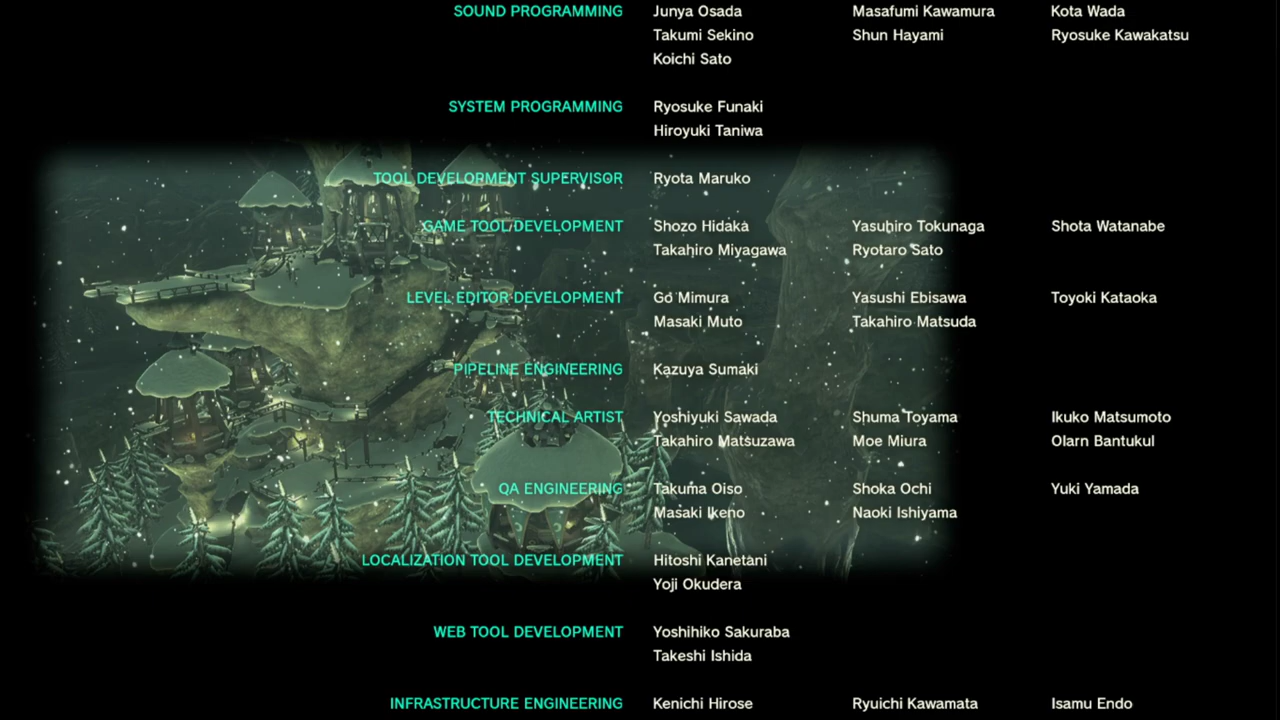 SOUND PROGRAMMING Junya Osada Masafumi Kawamura Kota Wada
Takumi Sekino Shun Hayami Ryosuke Kawakatsu
Koichi Sato
SYSTEM PROGRAMMING Ryosuke Funaki
Hiroyuki Taniwa
TOOL DEVELOPMENT SUPERVISOR Ryota Maruko
GAME TOOL DEVELOPMENT Shozo Hidaka Yasuhiro Tokunaga Shota Watanabe
Takahiro Miyagawa Ryotaro Sato
LEVEL EDITOR DEVELOPMENT Go Mimura Yasushi Ebisawa Toyoki Kataoka
Masaki Muto Takahiro Matsuda
PIPELINE ENGINEERING Kazuya Sumaki
TECHNICAL ARTIST Yoshiyuki Sawada Shuma Toyama Ikuko Matsumoto
Takahiro Matsuzawa Moe Miura Olarn Bantukul
QA ENGINEERING Takuma Oiso Shoka Ochi Yuki Yamada
Masaki Ikeno Naoki Ishiyama
LOCALIZATION TOOL DEVELOPMENT Hitoshi Kanetani
Yoji Okudera
WEB TOOL DEVELOPMENT Yoshihiko Sakuraba
Takeshi Ishida
INFRASTRUCTURE ENGINEERING Kenichi Hirose Ryuichi Kawamata Isamu Endo